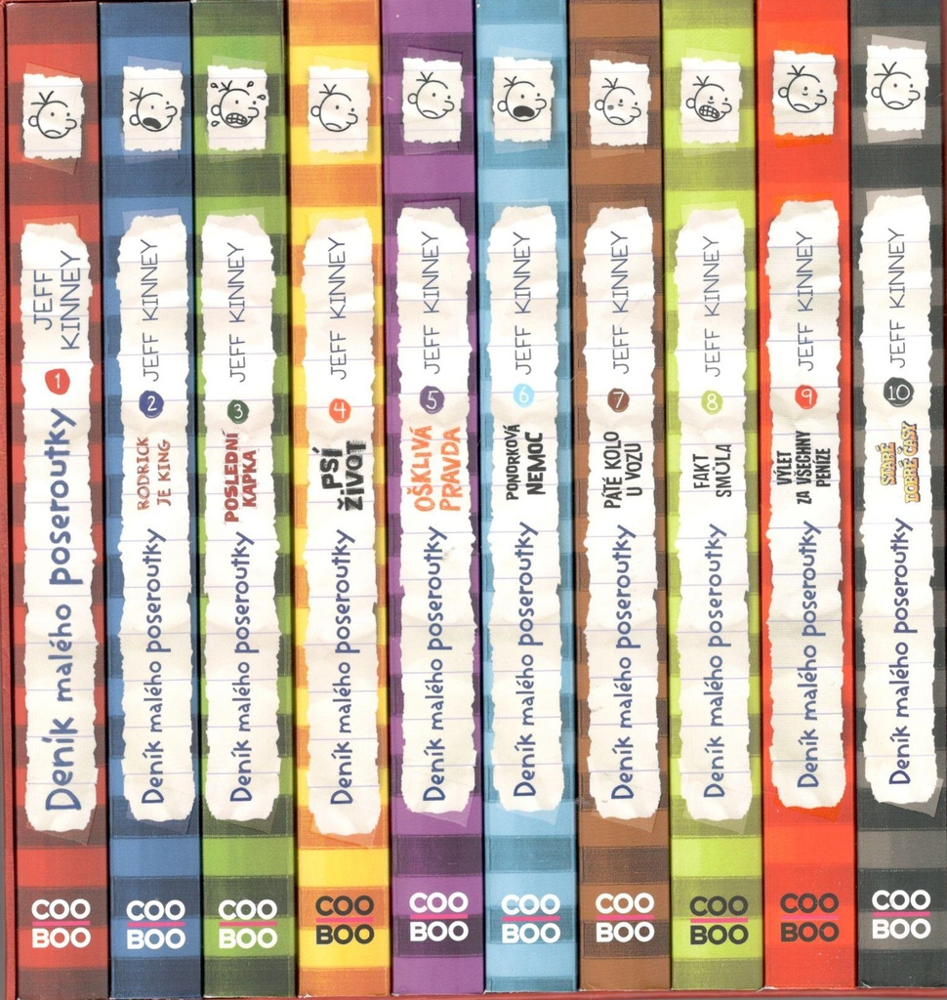 Deník malého poseroutky
1
JEFF
KINNEY
COO
BOO
Deník malého poseroutky
RODRICK
JE KING
2
JEFF KINNEY
COO
BOO
Deník malého poseroutky
POSLEDNÍ
KAPKA
3
JEFF KINNEY
COO
BOO
Deník malého poseroutky
PSÍ
ŽIVOT
4
JEFF KINNEY
COO
BOO
Deník malého poseroutky
OŠKLIVÁ
PRAVDA
5
JEFF KINNEY
COO
BOO
Deník malého poseroutky
PONORKOVÁ
NEMOC
6
JEFF KINNEY
COO
BOO
Deník malého poseroutky
PÁTÉ KOLO
U VOZU
7
JEFF KINNEY
COO
BOO
Deník malého poseroutky
FAKT
SMŮLA
8
JEFF KINNEY
COO
BOO
Deník malého poseroutky
VÝLET
ZA VŠECHNY
PENÍZE
9
JEFF KINNEY
COO
BOO
Deník malého poseroutky
STARÉ
DOBRÉ ČASY
10
JEFF KINNEY
COO
BOO